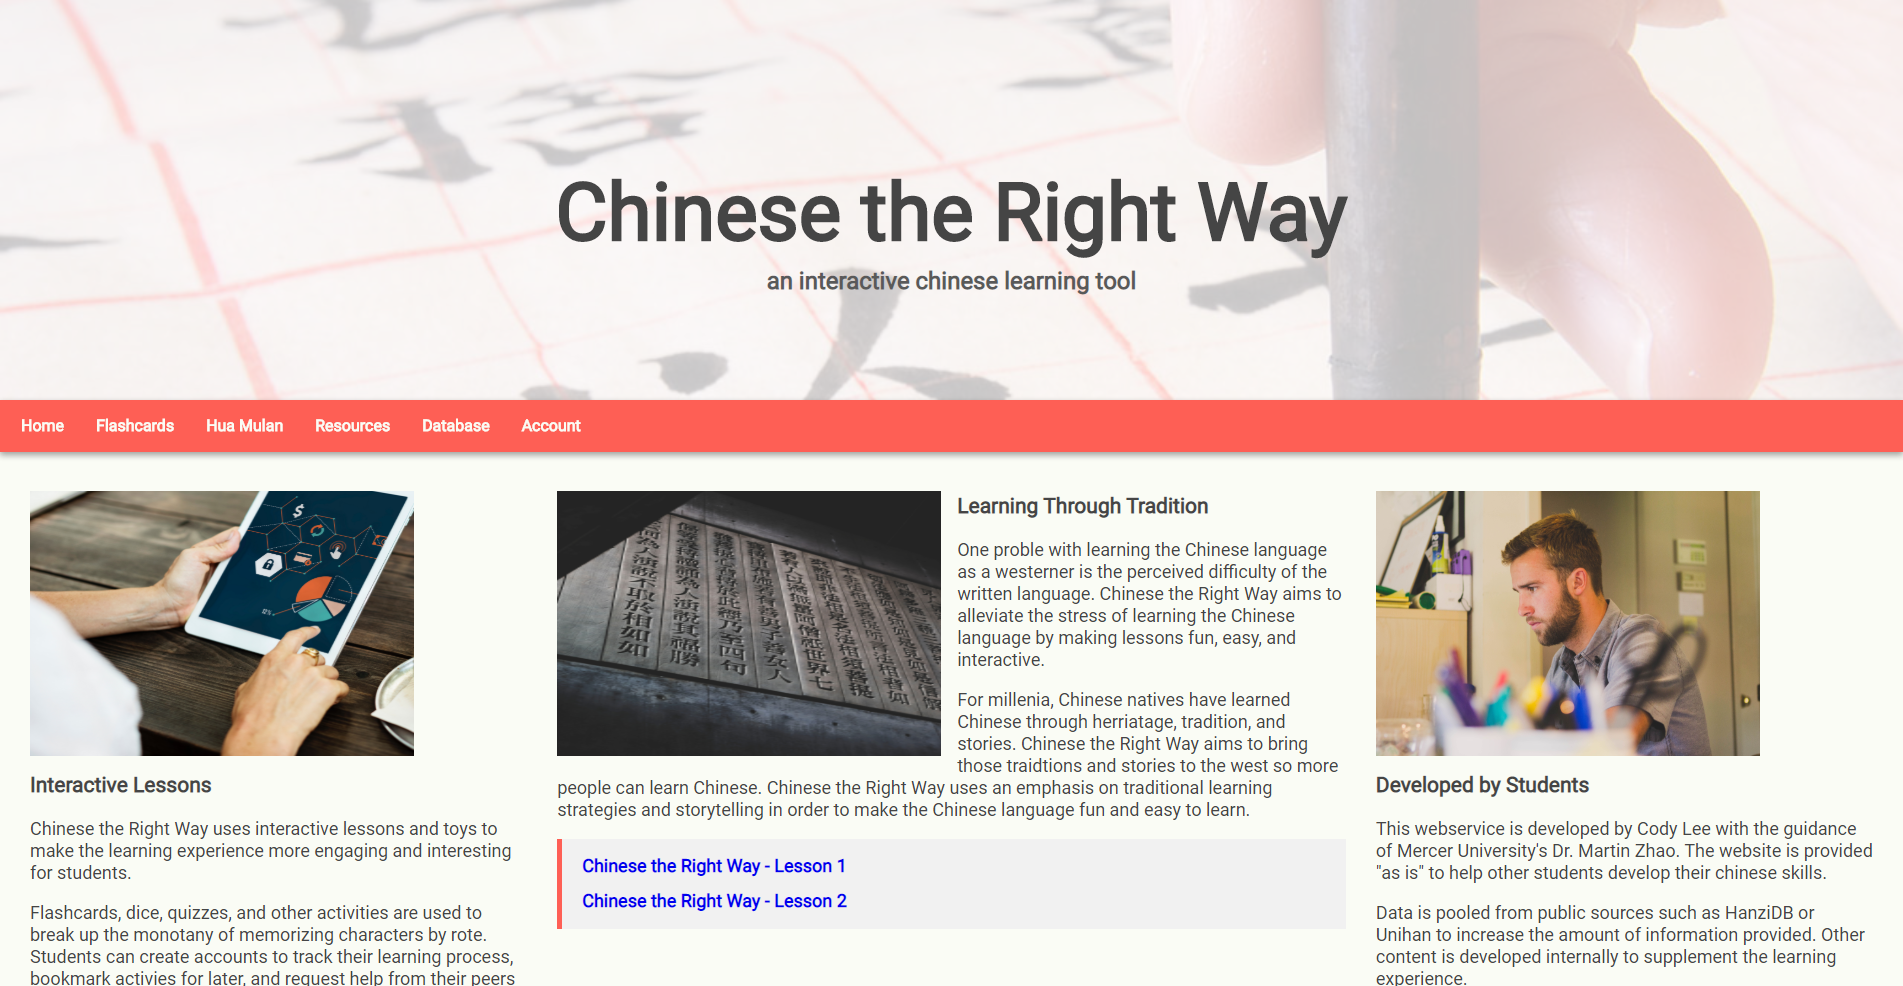 Chinese the Right Way
an interactive chinese learning tool
Home Flashcards Hua Mulan Resources Database Account
Interactive Lessons
Chinese the Right Way uses interactive lessons and toys to
make the learning experience more engaging and interesting
for students.
Flashcards, dice, quizzes, and other activities are used to
break up the monotany of memorizing characters by rote.
Students can create accounts to track their learning process,
bookmark activies for later, and request help from their peers
Learning Through Tradition
One proble with learning the Chinese language
as a westerner is the perceived difficulty of the
written language. Chinese the Right Way aims to
alleviate the stress of learning the Chinese
language by making lessons fun, easy, and
interactive.
For millenia, Chinese natives have learned
Chinese through herriatage, tradition, and
stories. Chinese the Right Way aims to bring
those traidtions and stories to the west so more
people can learn Chinese. Chinese the Right Way uses an emphasis on traditional learning
strategies and storytelling in order to make the Chinese language fun and easy to learn.
Chinese the Right Way - Lesson 1
Chinese the Right Way - Lesson 2
Developed by Students
This webservice is developed by Cody Lee with the guidance
of Mercer University's Dr. Martin Zhao. The website is provided
"as is" to help other students develop their chinese skills.
Data is pooled from public sources such as HanziDB or
Unihan to increase the amount of information provided. Other
content is developed internally to supplement the learning
experience.